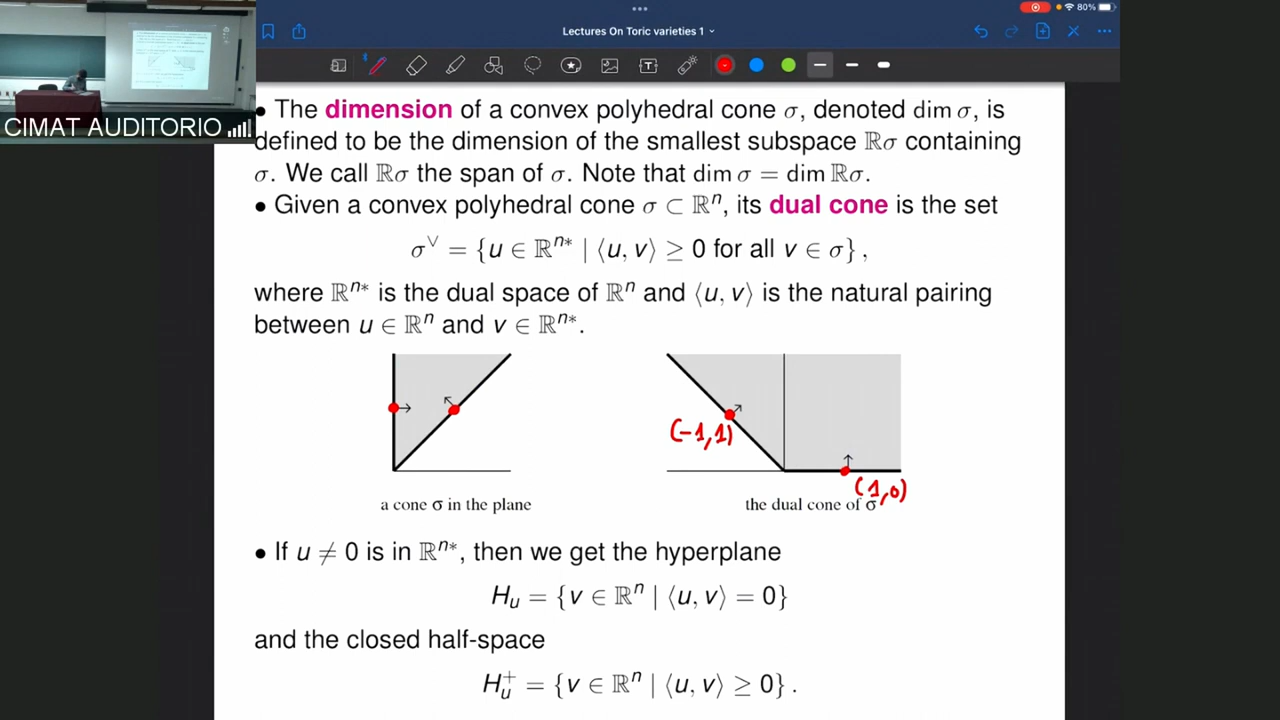 80%
Lectures On Toric varieties 1
CIMAT AUDITORIO
• The dimension of a convex polyhedral cone σ, denoted dim σ, is
defined to be the dimension of the smallest subspace ℝσ containing
σ. We call ℝσ the span of σ. Note that dim σ = dim ℝσ.
• Given a convex polyhedral cone σ ⊂ ℝⁿ, its dual cone is the set
σ^∨ = {u ∈ ℝ^{n*} | ⟨u, v⟩ ≥ 0 for all v ∈ σ} ,
where ℝ^{n*} is the dual space of ℝⁿ and ⟨u, v⟩ is the natural pairing
between u ∈ ℝⁿ and v ∈ ℝ^{n*}.
(-1,1)
(1,0)
a cone σ in the plane
the dual cone of σ
• If u ≠ 0 is in ℝ^{n*}, then we get the hyperplane
H_u = {v ∈ ℝⁿ | ⟨u, v⟩ = 0}
and the closed half-space
H_u^+ = {v ∈ ℝⁿ | ⟨u, v⟩ ≥ 0} .